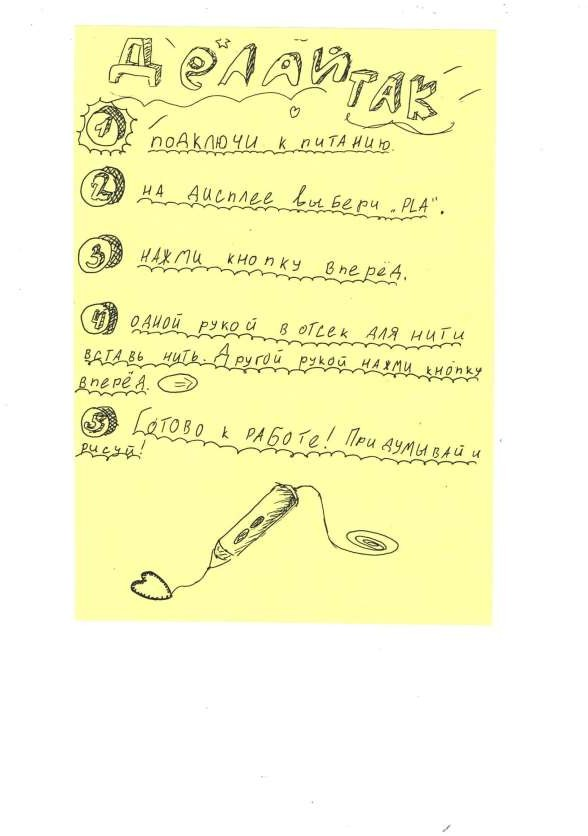 ДЕЛАЙ ТАК
1 ПОДКЛЮЧИ К ПИТАНИЮ.
2 НА ДИСПЛЕЕ ВЫБЕРИ „PLA".
3 НАЖМИ КНОПКУ ВПЕРЁД.
4 ОДНОЙ РУКОЙ В ОТСЕК ДЛЯ НИТИ
ВСТАВЬ НИТЬ. ДРУГОЙ РУКОЙ НАЖМИ КНОПКУ
ВПЕРЁД. ⇒
5 ГОТОВО К РАБОТЕ! ПРИДУМЫВАЙ И
РИСУЙ!